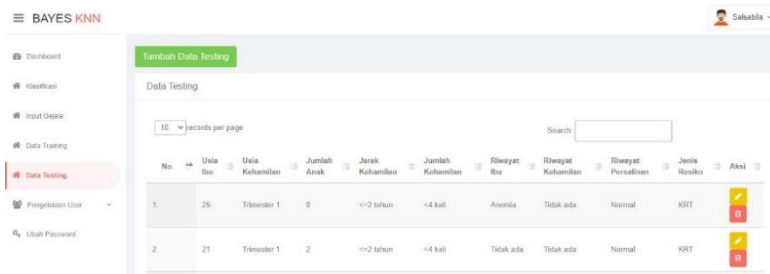 BAYES KNN
Salsabila
Dashboard
Klasifikasi
Input Gejala
Data Training
Data Testing
Pengelolaan User
Ubah Password
Tambah Data Testing
Data Testing
10 records per page
Search:
No Usia Ibu Usia Kehamilan Jumlah Anak Jarak Kehamilan Jumlah Kehamilan Riwayat Ibu Riwayat Kehamilan Riwayat Persalinan Jenis Resiko Aksi
1 25 Trimester 1 0 <=2 tahun <4 kali Anemia Tidak ada Normal KRT
2 21 Trimester 1 2 <=2 tahun <4 kali Tidak ada Tidak ada Normal KRT